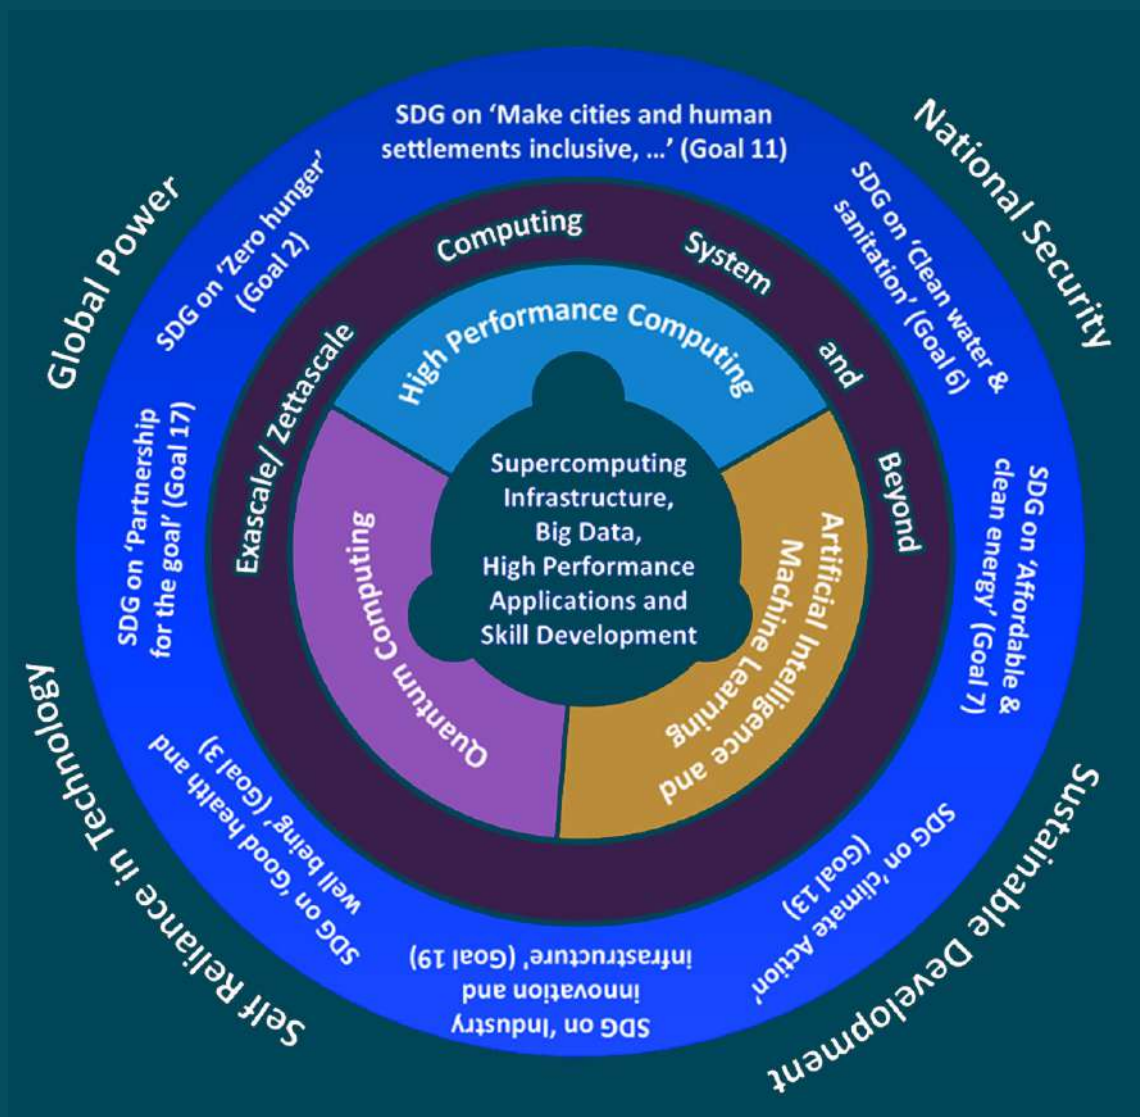 National Security
Sustainable Development
Self Reliance in Technology
Global Power
SDG on ‘Make cities and human
settlements inclusive, ...’ (Goal 11)
SDG on ‘Clean water &
sanitation’ (Goal 6)
SDG on ‘Affordable &
clean energy’ (Goal 7)
SDG on ‘climate Action’
(Goal 13)
SDG on ‘Industry
innovation and
infrastructure’ (Goal 19)
SDG on ‘Good health and
well being’ (Goal 3)
SDG on ‘Partnership
for the goal’ (Goal 17)
SDG on ‘Zero hunger’
(Goal 2)
Exascale/ Zettascale Computing System and Beyond
High Performance Computing
Artificial Intelligence and
Machine Learning
Quantum Computing
Supercomputing
Infrastructure,
Big Data,
High Performance
Applications and
Skill Development